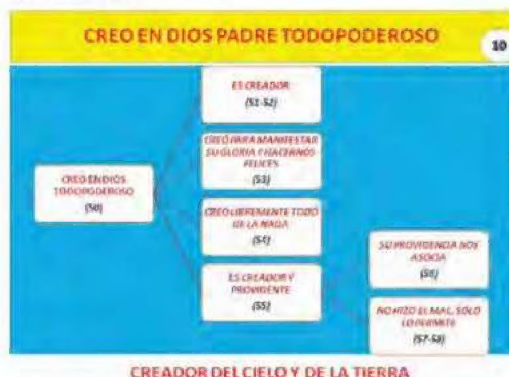 CREO EN DIOS PADRE TODOPODEROSO
10
ES CREADOR
(51-52)
CREÓ PARA MANIFESTAR
SU GLORIA Y HACERNOS
FELICES
(53)
CREO EN DIOS
TODOPODEROSO
(50)
CREO LIBREMENTE TODO
DE LA NADA
(54)
ES CREADOR Y
PROVIDENTE
(55)
SU PROVIDENCIA NOS
ASOCIA
(56)
NO HIZO EL MAL, SOLO
LO PERMITE
(57-58)
CREADOR DEL CIELO Y DE LA TIERRA